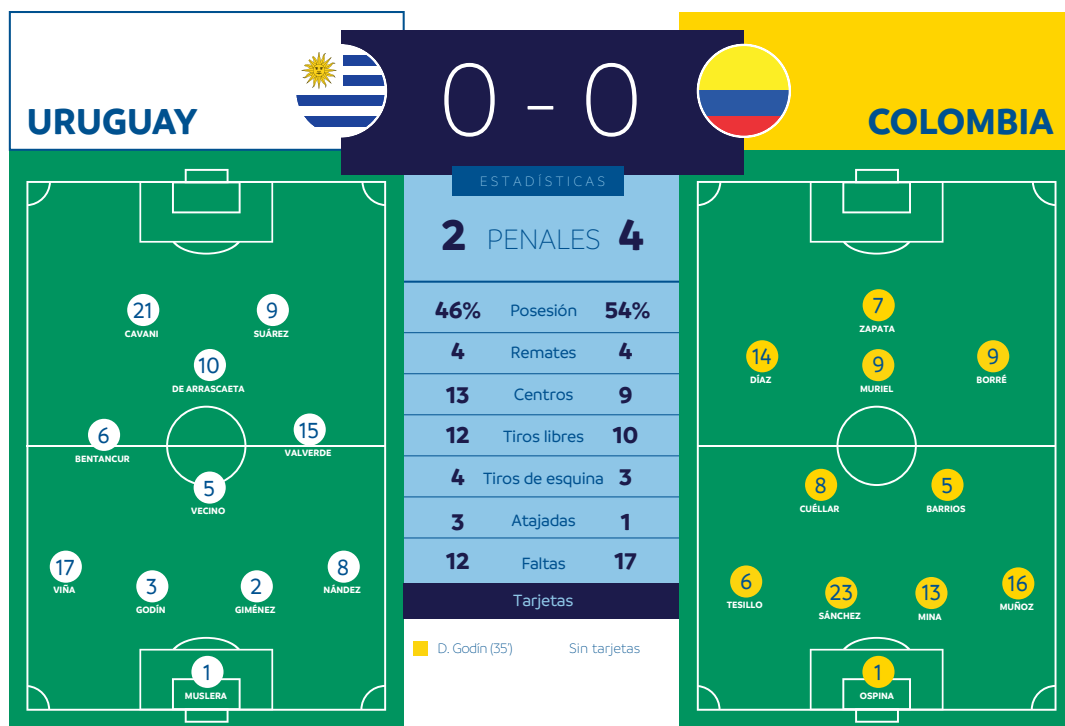 URUGUAY
0 - 0
COLOMBIA
ESTADÍSTICAS
2 PENALES 4
46% Posesión 54%
4 Remates 4
13 Centros 9
12 Tiros libres 10
4 Tiros de esquina 3
3 Atajadas 1
12 Faltas 17
Tarjetas
D. Godín (35') Sin tarjetas
21
CAVANI
9
SUÁREZ
10
DE ARRASCAETA
6
BENTANCUR
15
VALVERDE
5
VECINO
17
VIÑA
3
GODÍN
2
GIMÉNEZ
8
NÁNDEZ
1
MUSLERA
7
ZAPATA
14
DÍAZ
9
MURIEL
9
BORRÉ
8
CUÉLLAR
5
BARRIOS
6
TESILLO
23
SÁNCHEZ
13
MINA
16
MUÑOZ
1
OSPINA